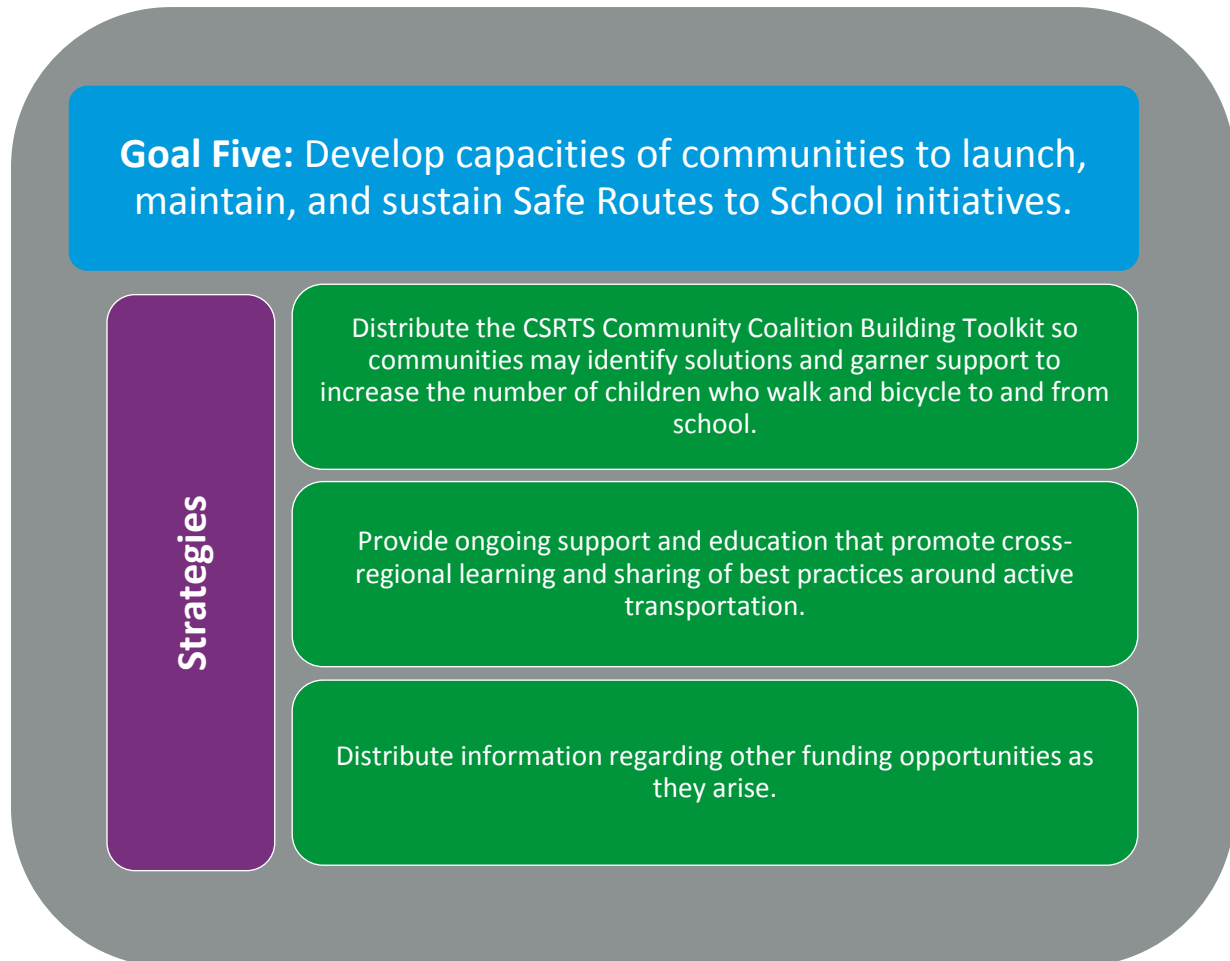 Goal Five: Develop capacities of communities to launch,
maintain, and sustain Safe Routes to School initiatives.
Strategies
Distribute the CSRTS Community Coalition Building Toolkit so
communities may identify solutions and garner support to
increase the number of children who walk and bicycle to and from
school.
Provide ongoing support and education that promote cross-
regional learning and sharing of best practices around active
transportation.
Distribute information regarding other funding opportunities as
they arise.